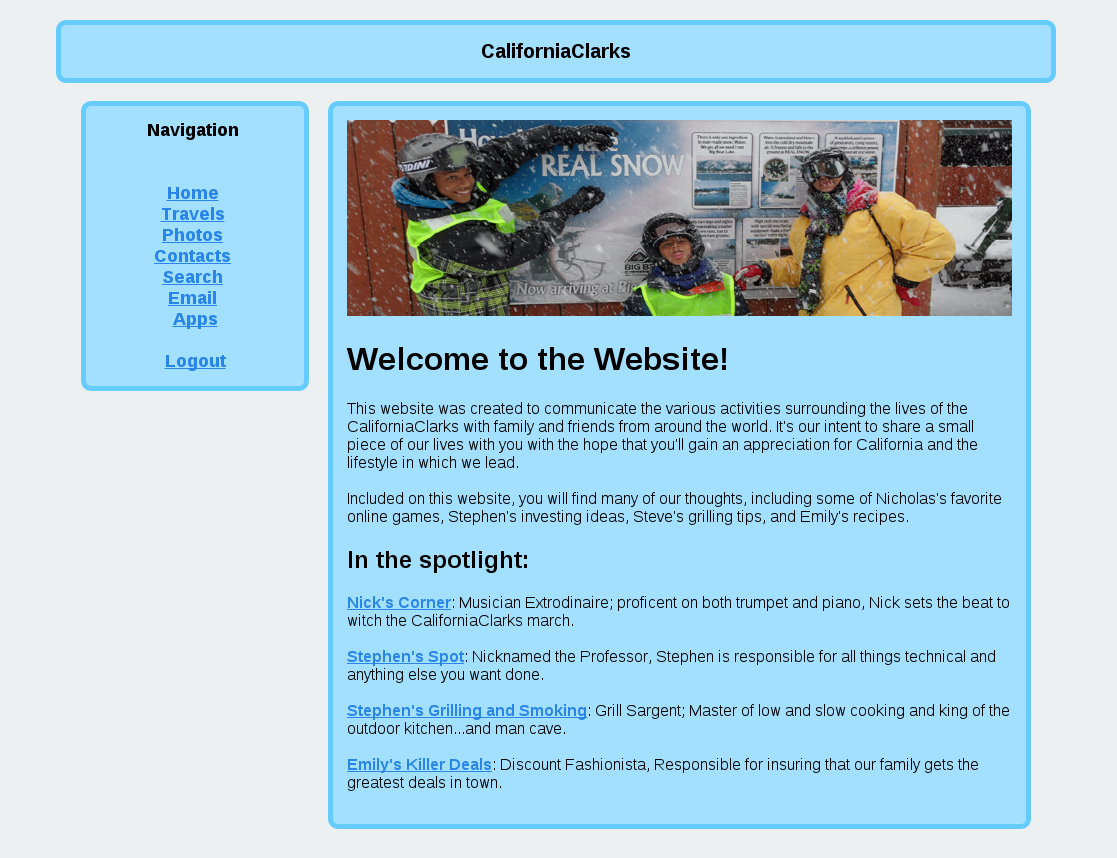 CaliforniaClarks
Navigation
Home
Travels
Photos
Contacts
Search
Email
Apps
Logout
REAL SNOW
Now arriving at Big
Welcome to the Website!
This website was created to communicate the various activities surrounding the lives of the
CaliforniaClarks with family and friends from around the world. It's our intent to share a small
piece of our lives with you with the hope that you'll gain an appreciation for California and the
lifestyle in which we lead.
Included on this website, you will find many of our thoughts, including some of Nicholas's favorite
online games, Stephen's investing ideas, Steve's grilling tips, and Emily's recipes.
In the spotlight:
Nick's Corner: Musician Extrodinaire; proficent on both trumpet and piano, Nick sets the beat to
witch the CaliforniaClarks march.
Stephen's Spot: Nicknamed the Professor, Stephen is responsible for all things technical and
anything else you want done.
Stephen's Grilling and Smoking: Grill Sargent; Master of low and slow cooking and king of the
outdoor kitchen...and man cave.
Emily's Killer Deals: Discount Fashionista, Responsible for insuring that our family gets the
greatest deals in town.